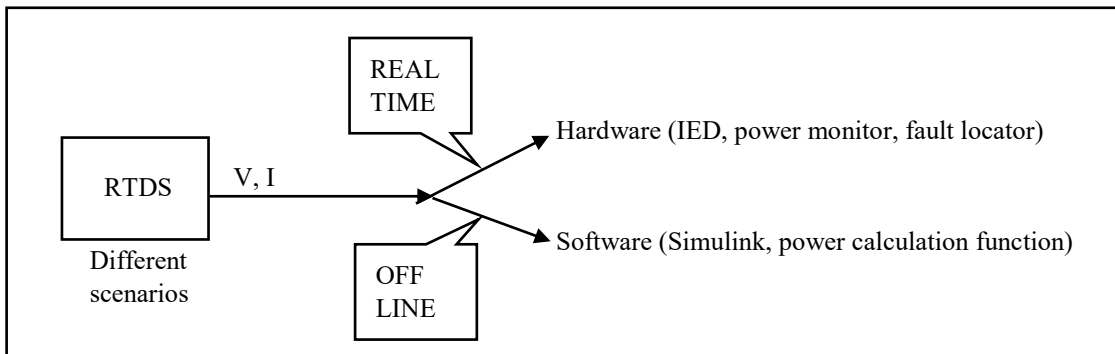 REAL
TIME
Hardware (IED, power monitor, fault locator)
RTDS
V, I
Different
scenarios
Software (Simulink, power calculation function)
OFF
LINE